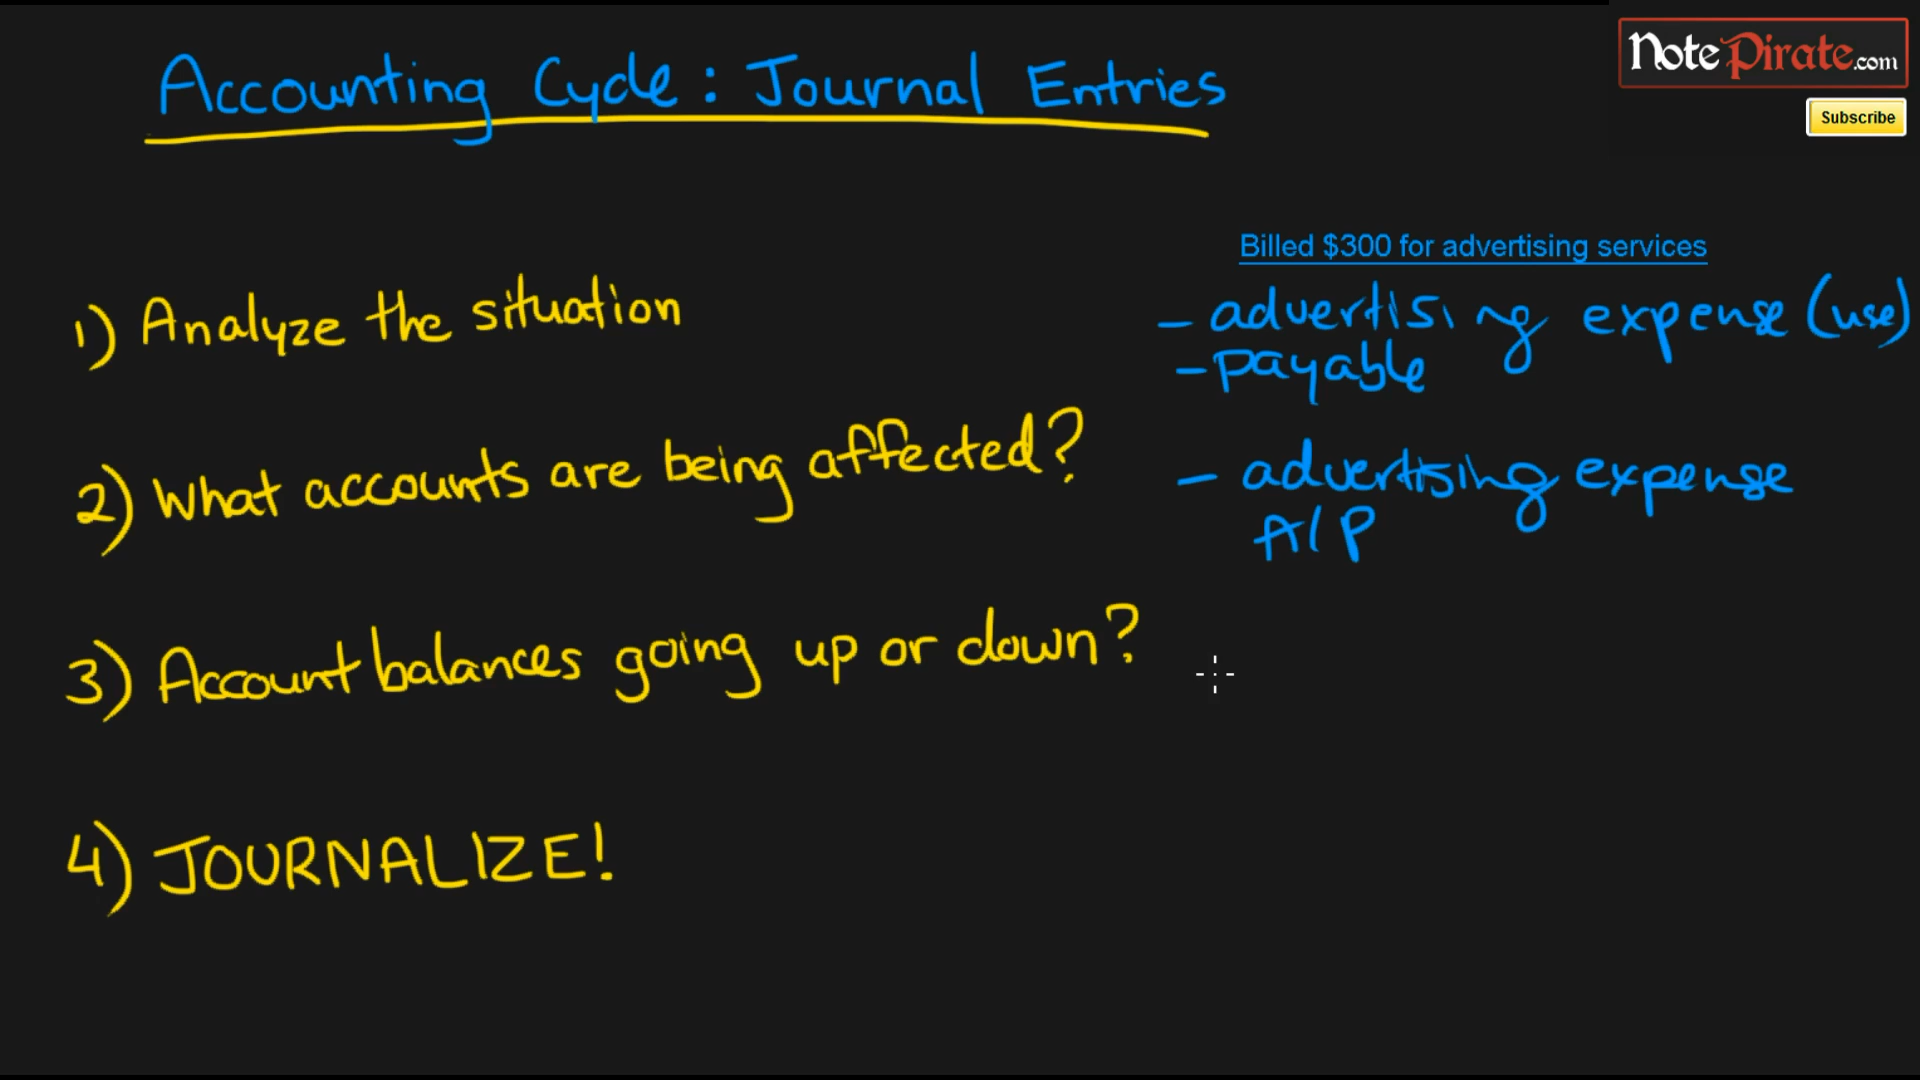 Accounting Cycle: Journal Entries
NotePirate.com
Subscribe
Billed $300 for advertising services
1) Analyze the situation
- advertising expense (use)
- payable
2) What accounts are being affected?
- advertising expense
A/P
3) Account balances going up or down?
4) JOURNALIZE!